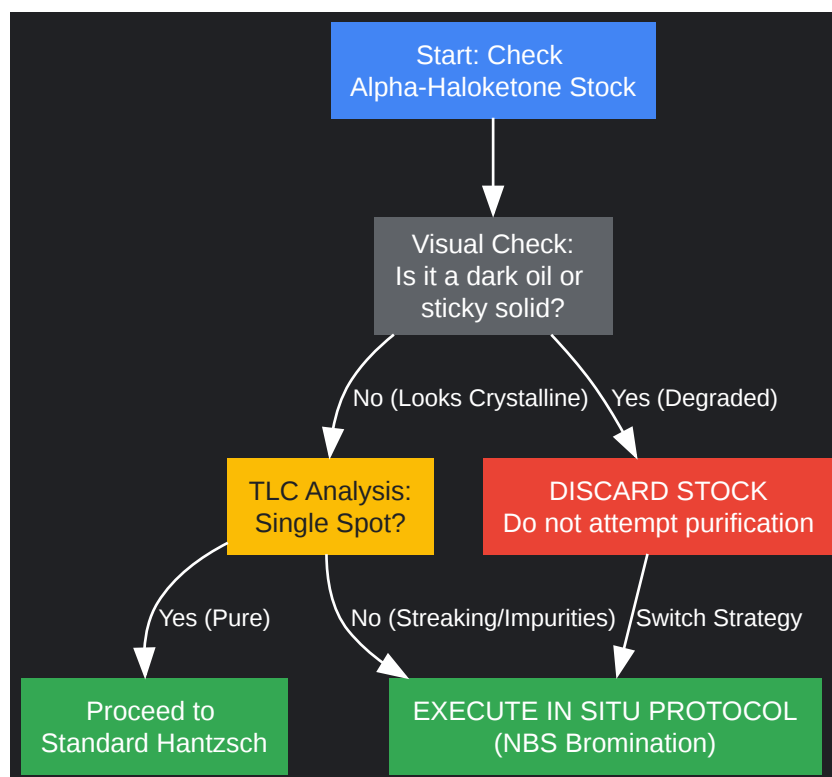 Start: Check
Alpha-Haloketone Stock
Visual Check:
Is it a dark oil or
sticky solid?
No (Looks Crystalline)
Yes (Degraded)
TLC Analysis:
Single Spot?
DISCARD STOCK
Do not attempt purification
Yes (Pure)
No (Streaking/Impurities)
Switch Strategy
Proceed to
Standard Hantzsch
EXECUTE IN SITU PROTOCOL
(NBS Bromination)